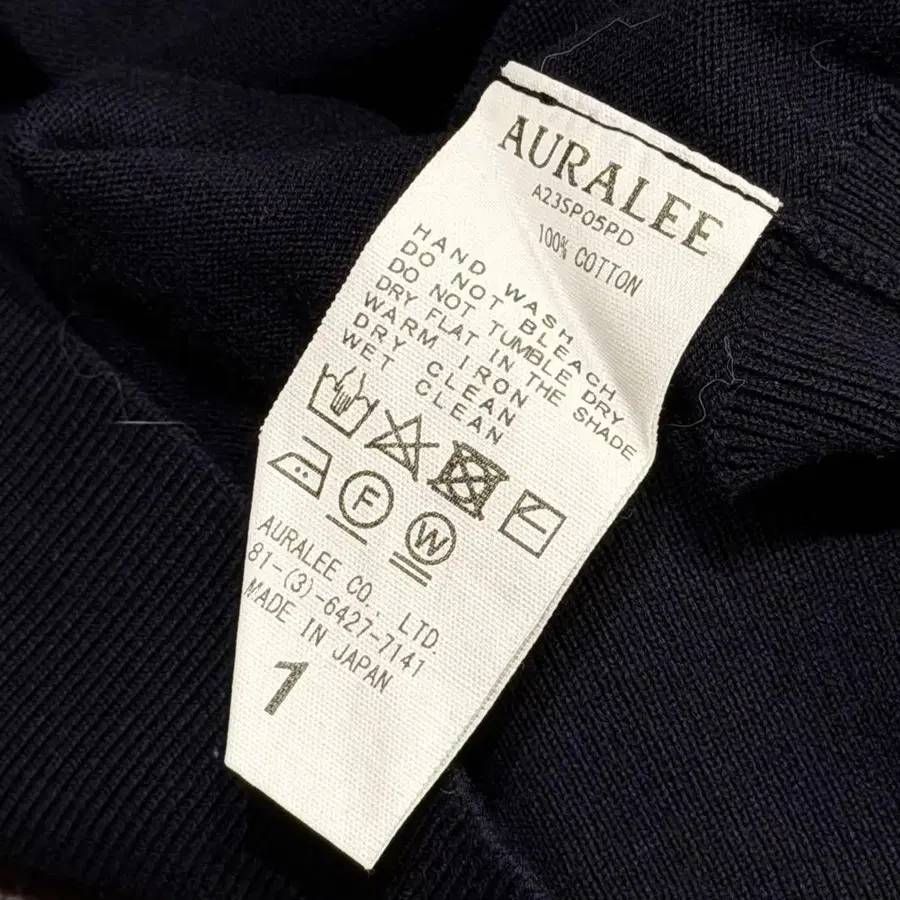 AURALEE
A23SP05PD
100% COTTON
HAND WASH
DO NOT BLEACH
DO NOT TUMBLE DRY
DRY FLAT IN THE SHADE
WARM IRON
DRY CLEAN
WET CLEAN
F
W
AURALEE CO., LTD.
81-(3)-6427-7141
MADE IN JAPAN
1